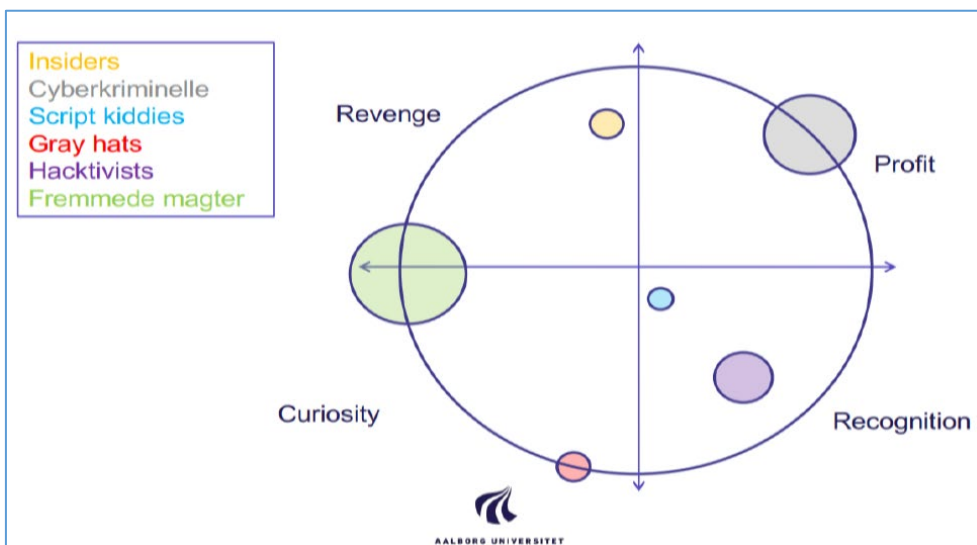 Insiders
Cyberkriminelle
Script kiddies
Gray hats
Hacktivists
Fremmede magter
Revenge
Profit
Curiosity
Recognition
AALBORG UNIVERSITET